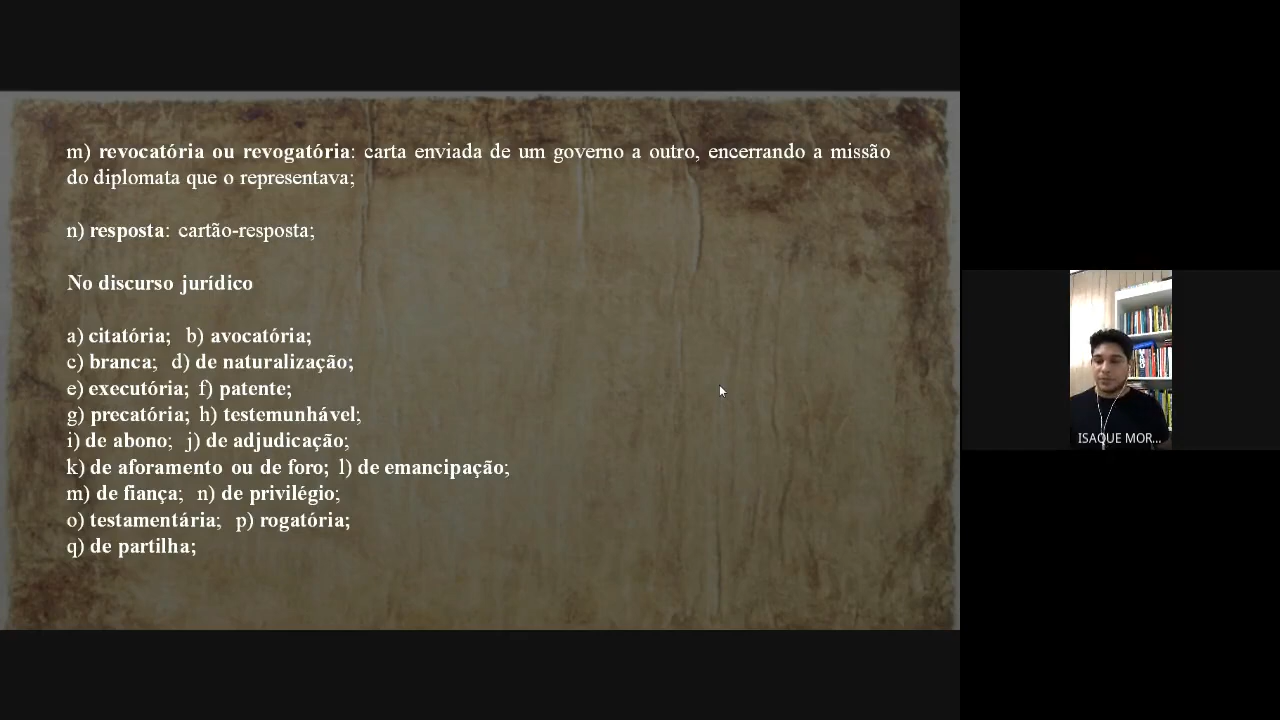 m) revocatória ou revogatória: carta enviada de um governo a outro, encerrando a missão
do diplomata que o representava;
n) resposta: cartão-resposta;
No discurso jurídico
a) citatória; b) avocatória;
c) branca; d) de naturalização;
e) executória; f) patente;
g) precatória; h) testemunhável;
i) de abono; j) de adjudicação;
k) de aforamento ou de foro; l) de emancipação;
m) de fiança; n) de privilégio;
o) testamentária; p) rogatória;
q) de partilha;
ISAQUE MOR...